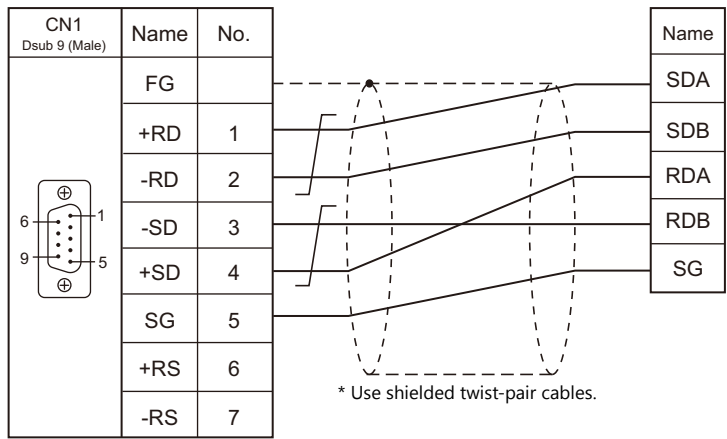 CN1
Dsub 9 (Male)
Name No.
FG
+RD 1
-RD 2
-SD 3
+SD 4
SG 5
+RS 6
-RS 7
6 1
9 5
Name
SDA
SDB
RDA
RDB
SG
* Use shielded twist-pair cables.